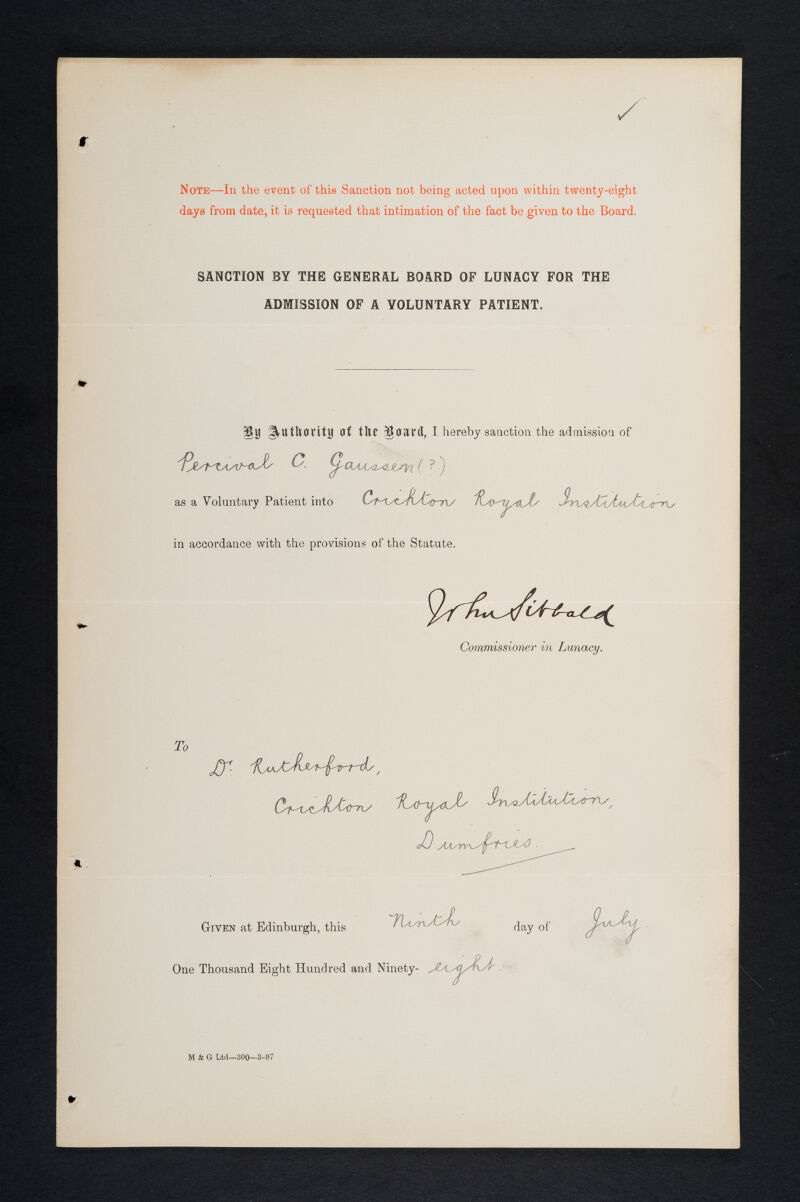 NOTE—In the event of this Sanction not being acted upon within twenty-eight
days from date, it is requested that intimation of the fact be given to the Board.
SANCTION BY THE GENERAL BOARD OF LUNACY FOR THE
ADMISSION OF A VOLUNTARY PATIENT.
By Authority of the Board, I hereby sanction the admission of
Percival C. Gaussen (?)
as a Voluntary Patient into Crichton Royal Institution
in accordance with the provisions of the Statute.
John Sibbald
Commissioner in Lunacy.
To
Dr. Rutherford,
Crichton Royal Institution,
Dumfries.
GIVEN at Edinburgh, this Ninth day of July.
One Thousand Eight Hundred and Ninety- eight.
M & G Ltd—300—3-97